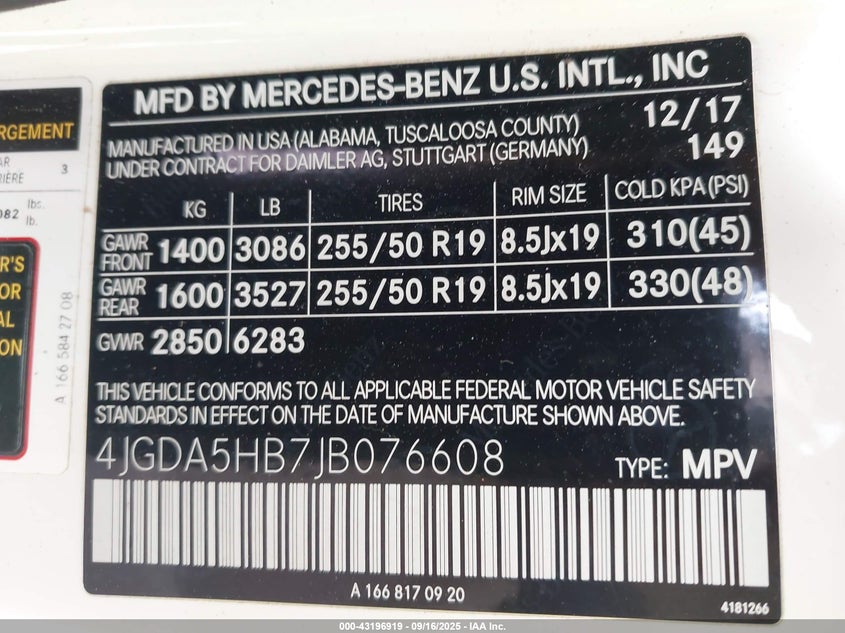 RGEMENT
3
lbs.
082 lb.
A 166 584 27 08
MFD BY MERCEDES-BENZ U.S. INTL., INC
MANUFACTURED IN USA (ALABAMA, TUSCALOOSA COUNTY) 12/17
UNDER CONTRACT FOR DAIMLER AG, STUTTGART (GERMANY) 149
KG LB TIRES RIM SIZE COLD KPA (PSI)
GAWR FRONT 1400 3086 255/50 R19 8.5Jx19 310(45)
GAWR REAR 1600 3527 255/50 R19 8.5Jx19 330(48)
GVWR 2850 6283
THIS VEHICLE CONFORMS TO ALL APPLICABLE FEDERAL MOTOR VEHICLE SAFETY
STANDARDS IN EFFECT ON THE DATE OF MANUFACTURE SHOWN ABOVE.
4JGDA5HB7JB076608 TYPE: MPV
A 166 817 09 20
4181266
000-43196919 - 09/16/2025 - IAA Inc.